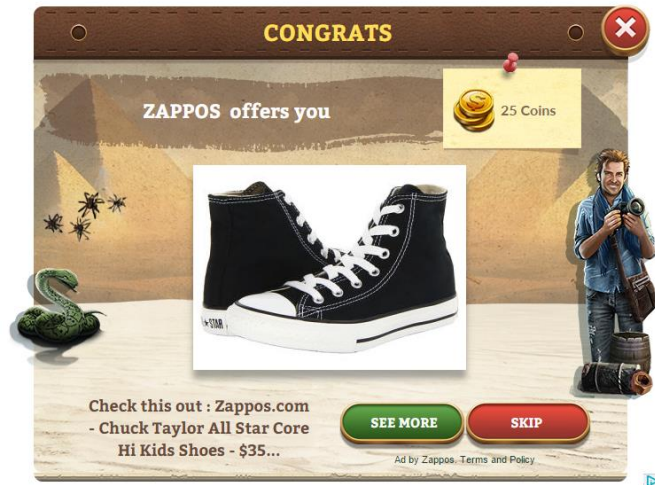 CONGRATS
ZAPPOS offers you
25 Coins
STAR
Check this out : Zappos.com
- Chuck Taylor All Star Core
Hi Kids Shoes - $35...
SEE MORE
SKIP
Ad by Zappos. Terms and Policy